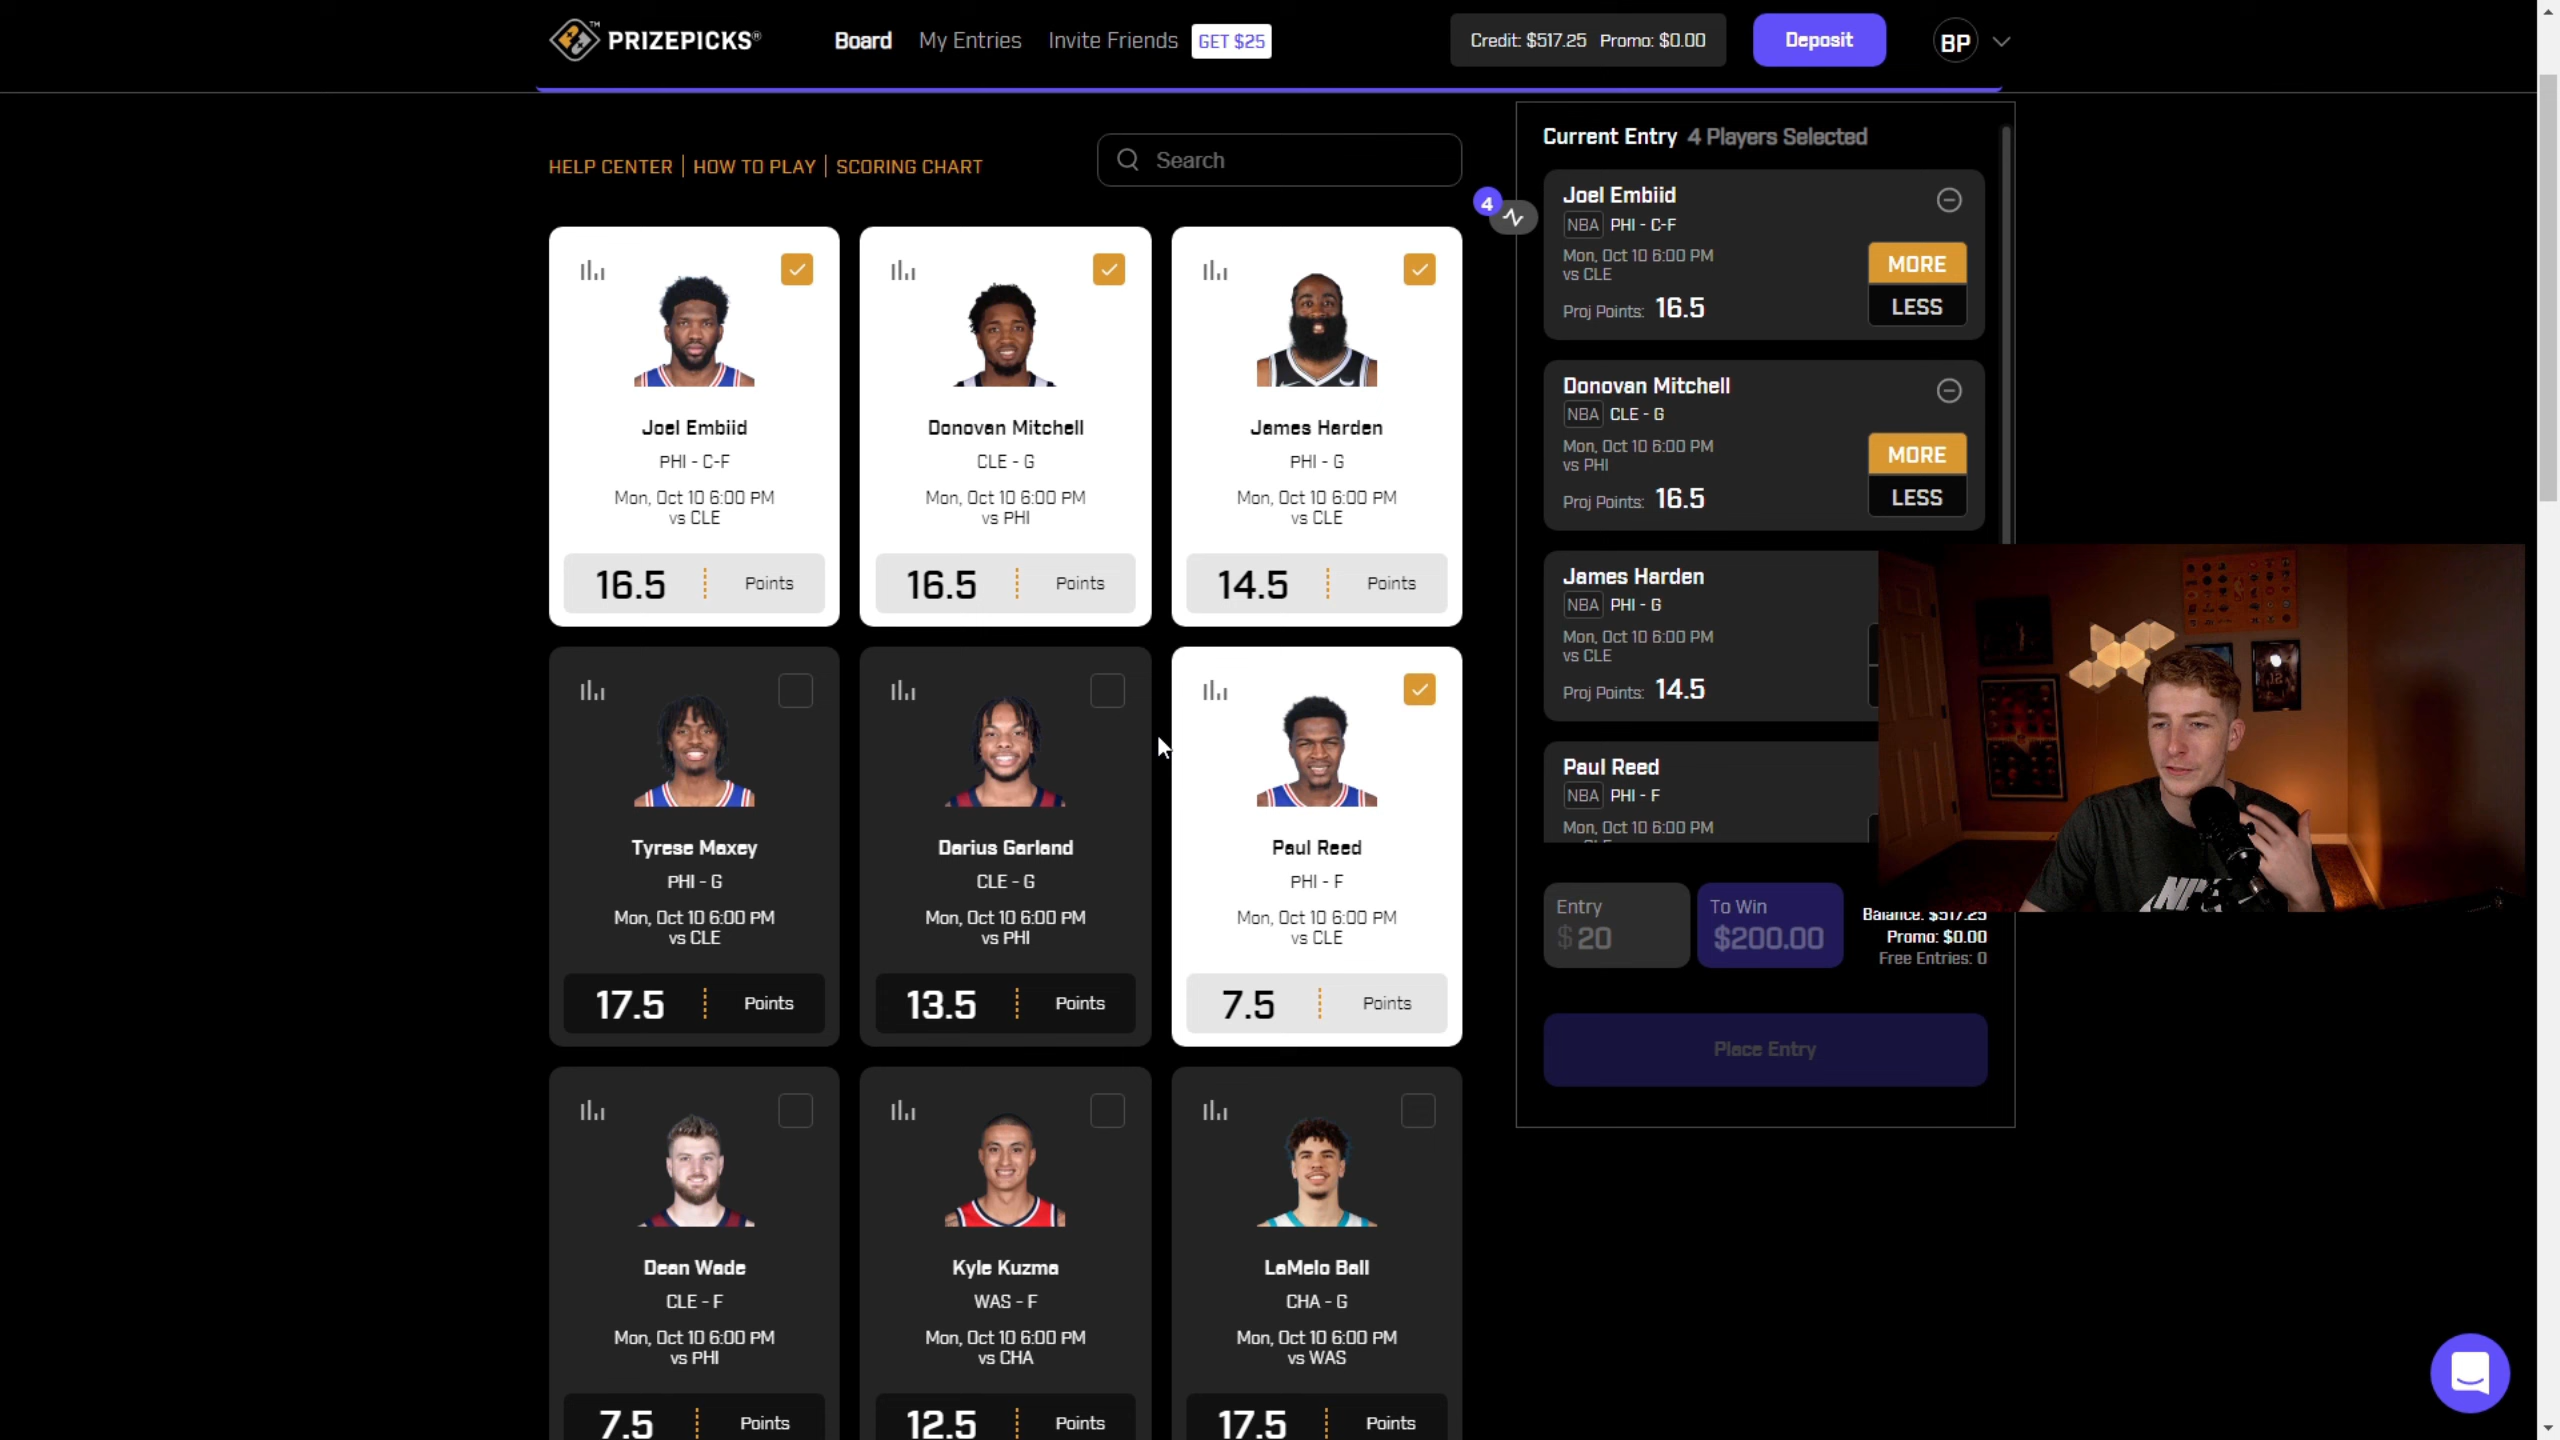 PRIZEPICKS®
Board
My Entries
Invite Friends
GET $25
Credit: $517.25 Promo: $0.00
Deposit
BP
HELP CENTER
HOW TO PLAY
SCORING CHART
Search
Joel Embiid
PHI - C-F
Mon, Oct 10 6:00 PM
vs CLE
16.5
Points
Donovan Mitchell
CLE - G
Mon, Oct 10 6:00 PM
vs PHI
16.5
Points
James Harden
PHI - G
Mon, Oct 10 6:00 PM
vs CLE
14.5
Points
Tyrese Maxey
PHI - G
Mon, Oct 10 6:00 PM
vs CLE
17.5
Points
Darius Garland
CLE - G
Mon, Oct 10 6:00 PM
vs PHI
13.5
Points
Paul Reed
PHI - F
Mon, Oct 10 6:00 PM
vs CLE
7.5
Points
Dean Wade
CLE - F
Mon, Oct 10 6:00 PM
vs PHI
7.5
Points
Kyle Kuzma
WAS - F
Mon, Oct 10 6:00 PM
vs CHA
12.5
Points
LaMelo Ball
CHA - G
Mon, Oct 10 6:00 PM
vs WAS
17.5
Points
4
Current Entry 4 Players Selected
Joel Embiid
NBA PHI - C-F
Mon, Oct 10 6:00 PM
vs CLE
Proj Points: 16.5
MORE
LESS
Donovan Mitchell
NBA CLE - G
Mon, Oct 10 6:00 PM
vs PHI
Proj Points: 16.5
MORE
LESS
James Harden
NBA PHI - G
Mon, Oct 10 6:00 PM
vs CLE
Proj Points: 14.5
Paul Reed
NBA PHI - F
Mon, Oct 10 6:00 PM
Entry
$ 20
To Win
$200.00
Balance: $517.25
Promo: $0.00
Free Entries: 0
Place Entry